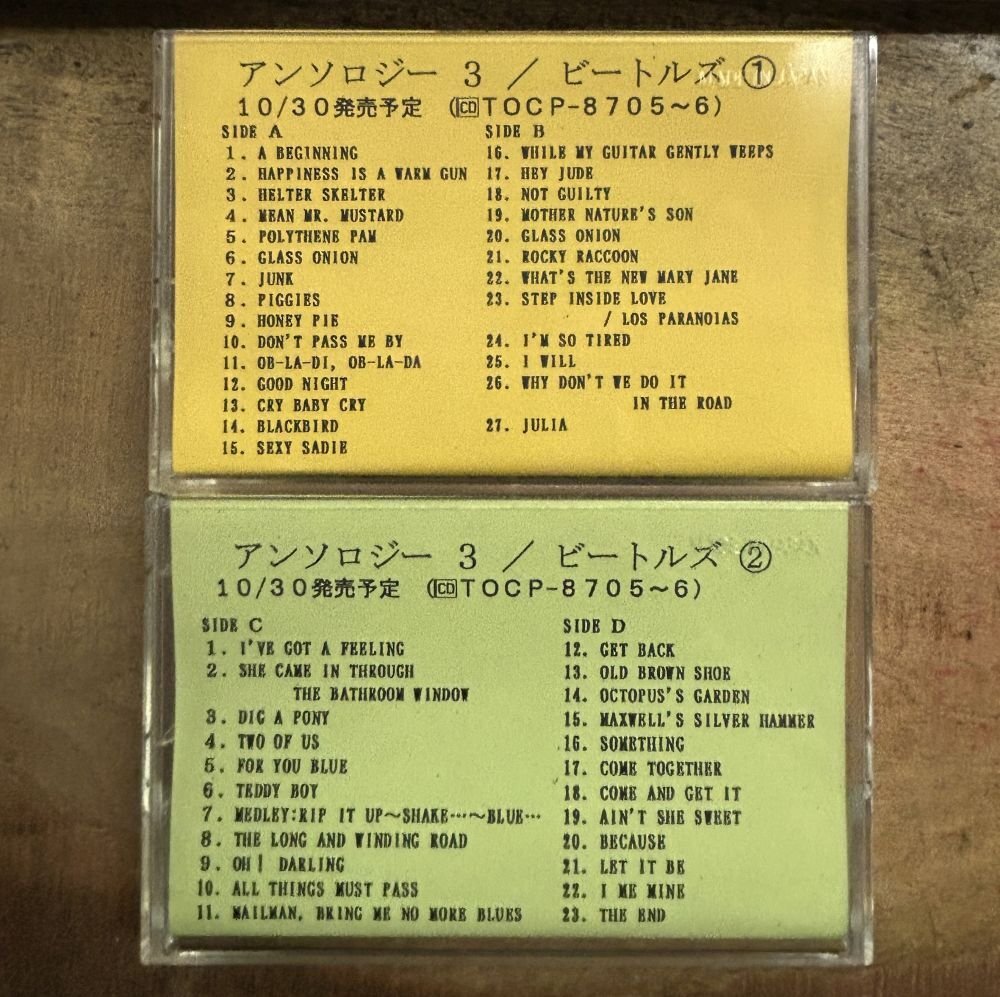 アンソロジー 3 / ビートルズ ①
10/30発売予定 (CD TOCP-8705～6)
SIDE A
1. A BEGINNING
2. HAPPINESS IS A WARM GUN
3. HELTER SKELTER
4. MEAN MR. MUSTARD
5. POLYTHENE PAM
6. GLASS ONION
7. JUNK
8. PIGGIES
9. HONEY PIE
10. DON'T PASS ME BY
11. OB-LA-DI, OB-LA-DA
12. GOOD NIGHT
13. CRY BABY CRY
14. BLACKBIRD
15. SEXY SADIE
SIDE B
16. WHILE MY GUITAR GENTLY WEEPS
17. HEY JUDE
18. NOT GUILTY
19. MOTHER NATURE'S SON
20. GLASS ONION
21. ROCKY RACCOON
22. WHAT'S THE NEW MARY JANE
23. STEP INSIDE LOVE
/ LOS PARANOIAS
24. I'M SO TIRED
25. I WILL
26. WHY DON'T WE DO IT
IN THE ROAD
27. JULIA
アンソロジー 3 / ビートルズ ②
10/30発売予定 (CD TOCP-8705～6)
SIDE C
1. I'VE GOT A FEELING
2. SHE CAME IN THROUGH
THE BATHROOM WINDOW
3. DIG A PONY
4. TWO OF US
5. FOR YOU BLUE
6. TEDDY BOY
7. MEDLEY:RIP IT UP～SHAKE…～BLUE…
8. THE LONG AND WINDING ROAD
9. OH! DARLING
10. ALL THINGS MUST PASS
11. MAILMAN, BRING ME NO MORE BLUES
SIDE D
12. GET BACK
13. OLD BROWN SHOE
14. OCTOPUS'S GARDEN
15. MAXWELL'S SILVER HAMMER
16. SOMETHING
17. COME TOGETHER
18. COME AND GET IT
19. AIN'T SHE SWEET
20. BECAUSE
21. LET IT BE
22. I ME MINE
23. THE END